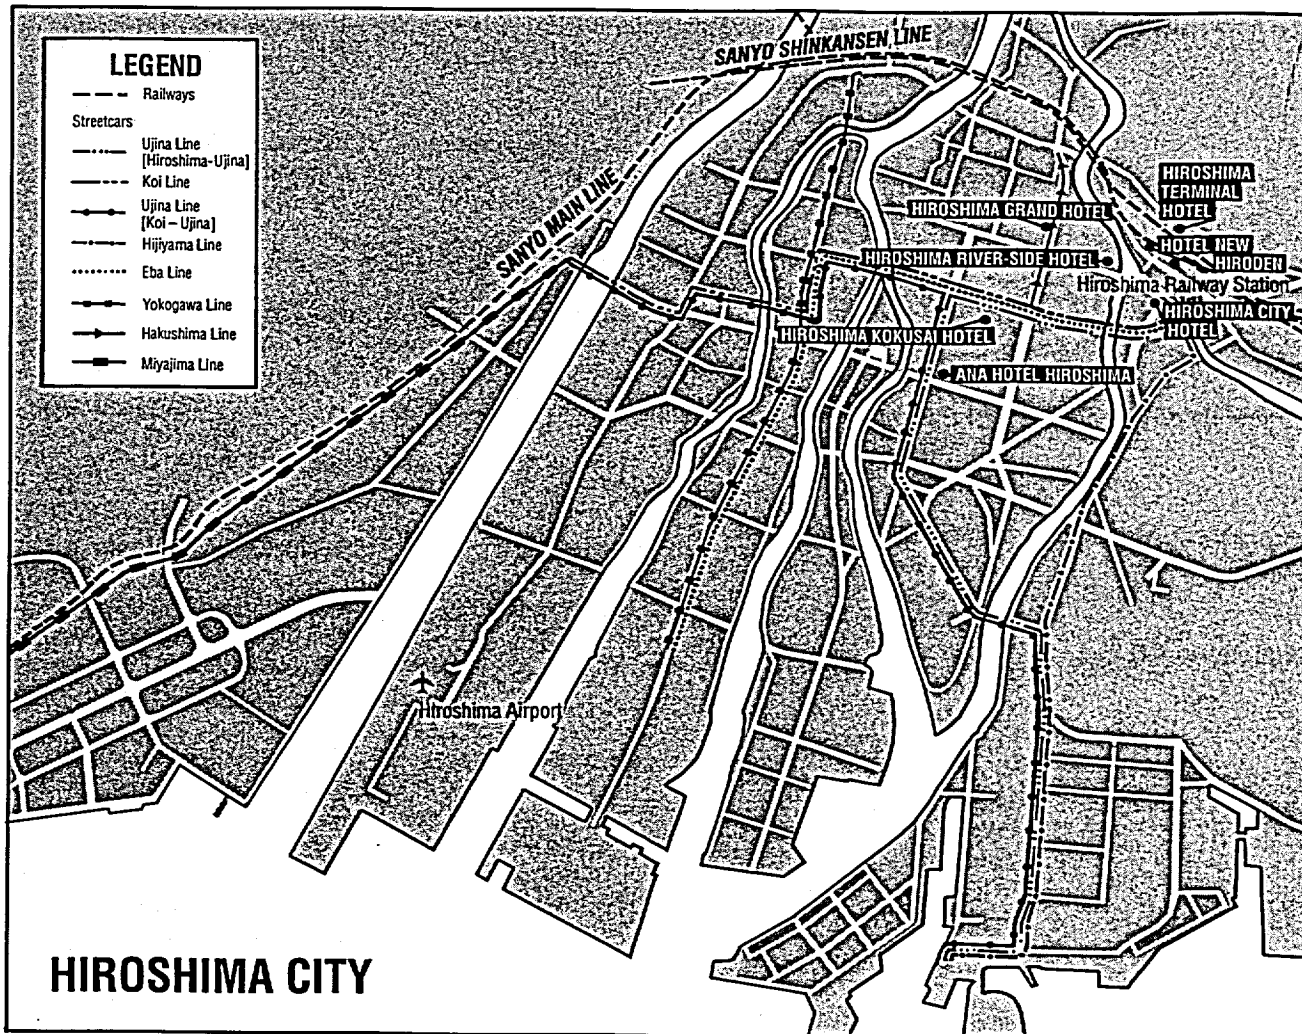 LEGEND
Railways
Streetcars
Ujina Line
[Hiroshima-Ujina]
Koi Line
Ujina Line
[Koi – Ujina]
Hijiyama Line
Eba Line
Yokogawa Line
Hakushima Line
Miyajima Line
SANYO SHINKANSEN LINE
SANYO MAIN LINE
HIROSHIMA
TERMINAL
HOTEL
HIROSHIMA GRAND HOTEL
HOTEL NEW
HIRODEN
HIROSHIMA RIVER-SIDE HOTEL
Hiroshima Railway Station
HIROSHIMA CITY
HOTEL
HIROSHIMA KOKUSAI HOTEL
ANA HOTEL HIROSHIMA
Hiroshima Airport
HIROSHIMA CITY